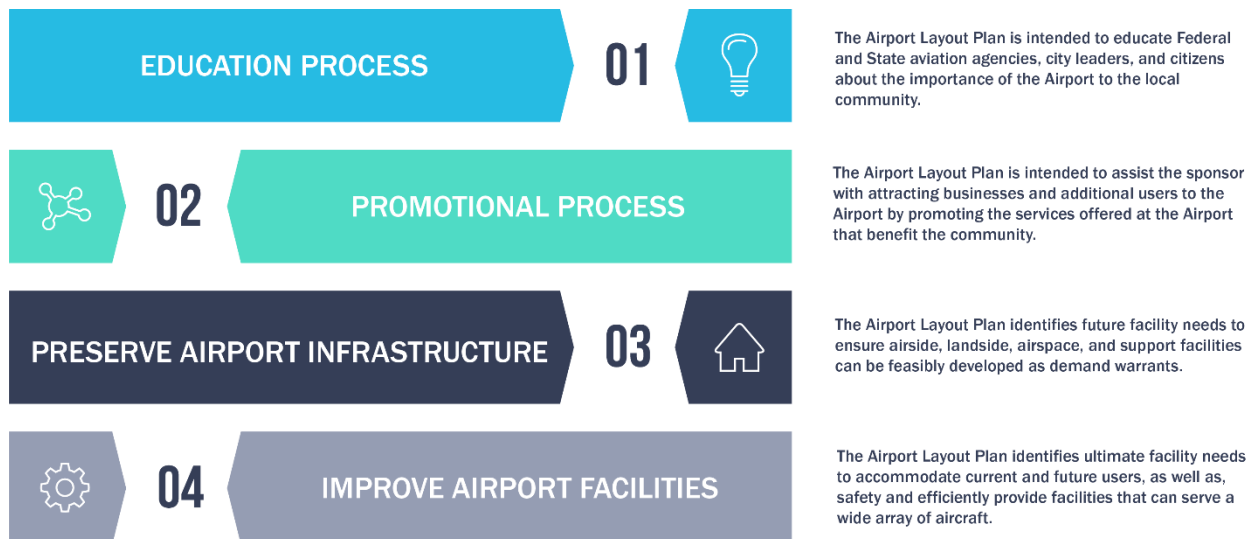 EDUCATION PROCESS
01
The Airport Layout Plan is intended to educate Federal
and State aviation agencies, city leaders, and citizens
about the importance of the Airport to the local
community.
02
PROMOTIONAL PROCESS
The Airport Layout Plan is intended to assist the sponsor
with attracting businesses and additional users to the
Airport by promoting the services offered at the Airport
that benefit the community.
PRESERVE AIRPORT INFRASTRUCTURE
03
The Airport Layout Plan identifies future facility needs to
ensure airside, landside, airspace, and support facilities
can be feasibly developed as demand warrants.
04
IMPROVE AIRPORT FACILITIES
The Airport Layout Plan identifies ultimate facility needs
to accommodate current and future users, as well as,
safety and efficiently provide facilities that can serve a
wide array of aircraft.